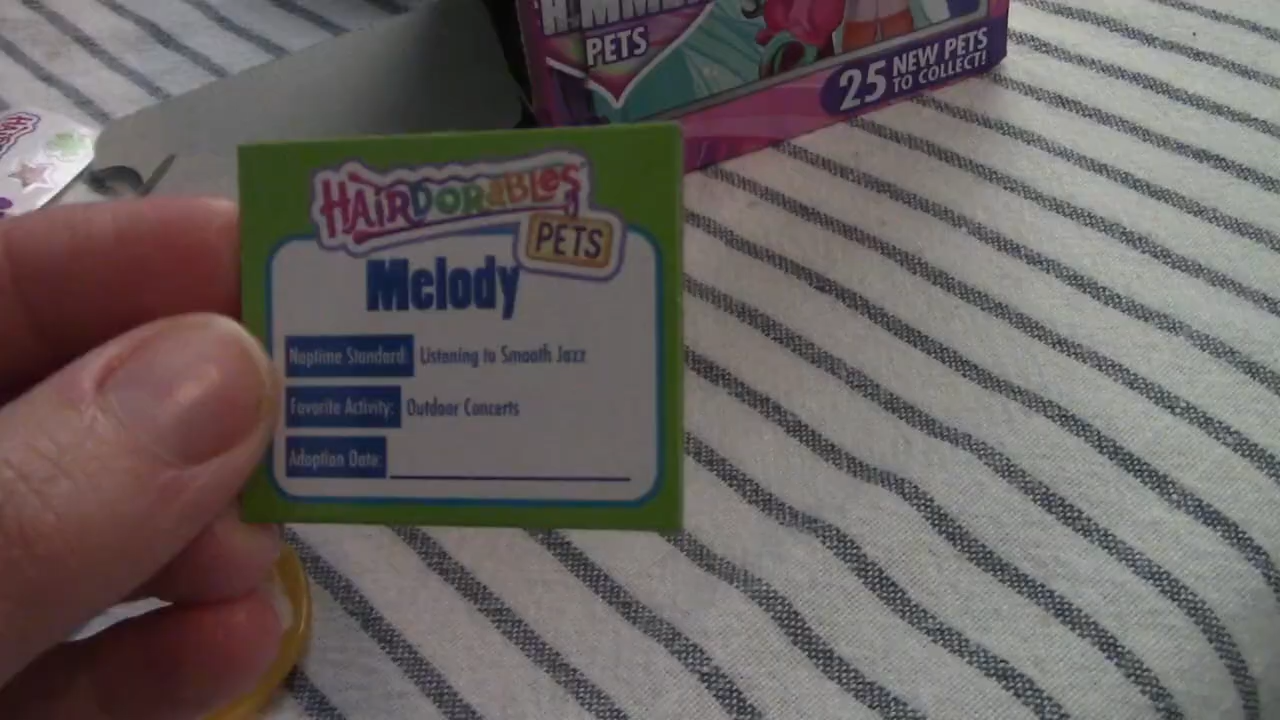 PETS
25 NEW PETS
TO COLLECT!
HAiRDORABLES
PETS
Melody
Naptime Standard: Listening to Smooth Jazz
Favorite Activity: Outdoor Concerts
Adoption Date: